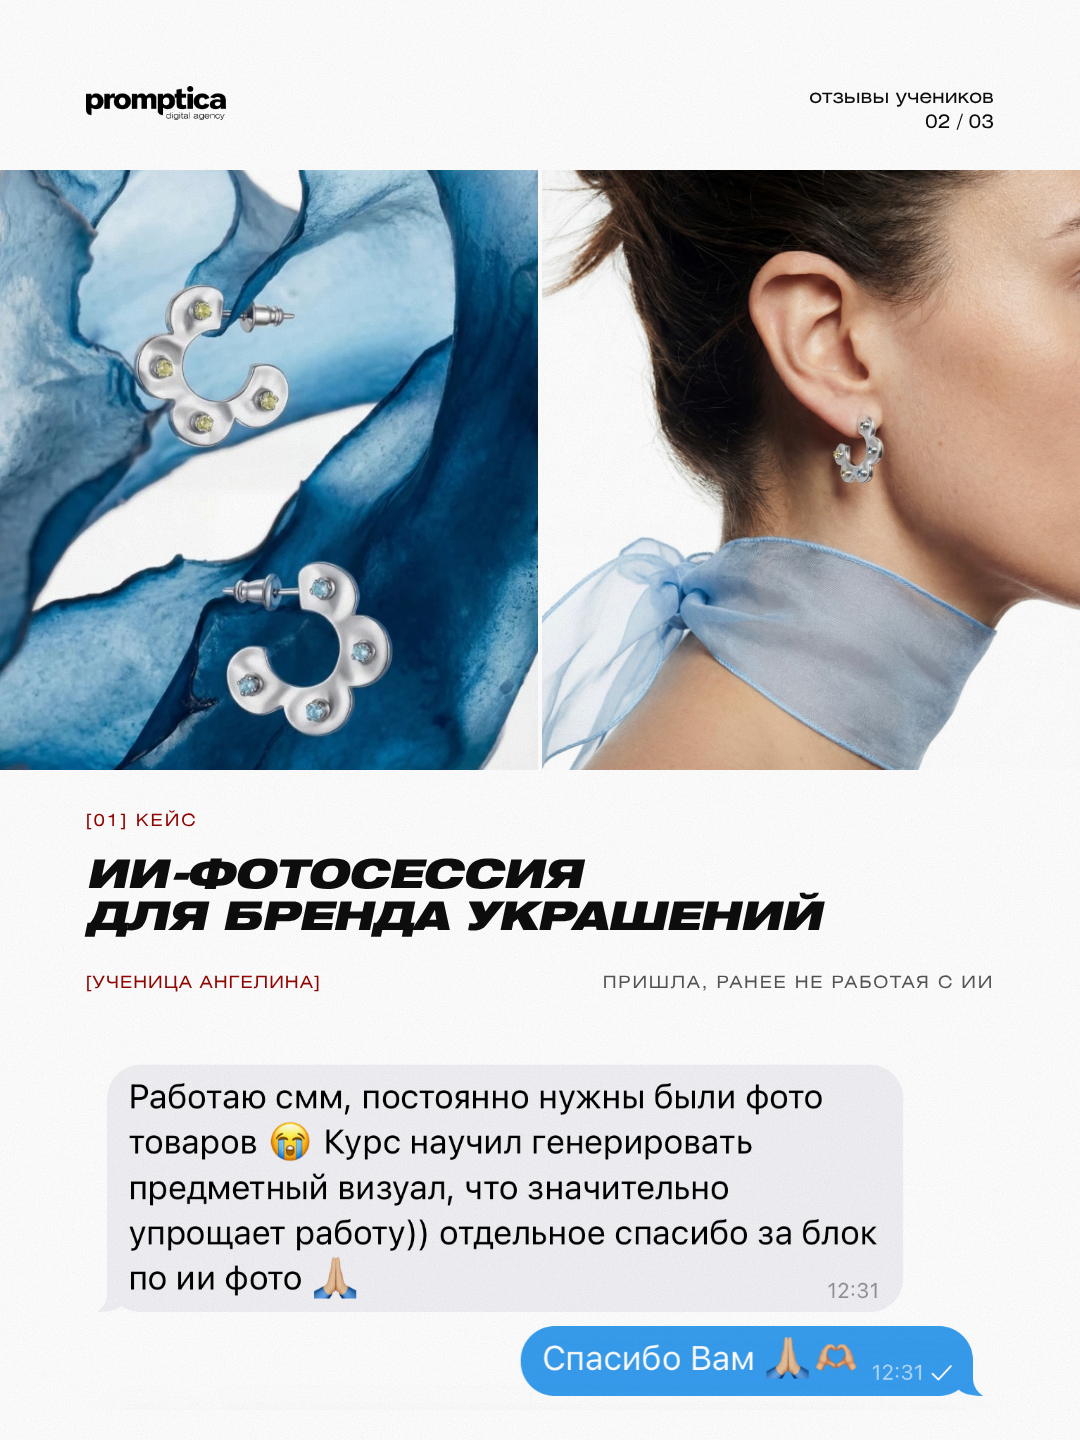 promptica
digital agency
отзывы учеников
02 / 03
[01] КЕЙС
ИИ-ФОТОСЕССИЯ
ДЛЯ БРЕНДА УКРАШЕНИЙ
[УЧЕНИЦА АНГЕЛИНА]
ПРИШЛА, РАНЕЕ НЕ РАБОТАЯ С ИИ
Работаю смм, постоянно нужны были фото
товаров 😭 Курс научил генерировать
предметный визуал, что значительно
упрощает работу)) отдельное спасибо за блок
по ии фото 🙏🏼
12:31
Спасибо Вам 🙏🏼🫶🏼
12:31